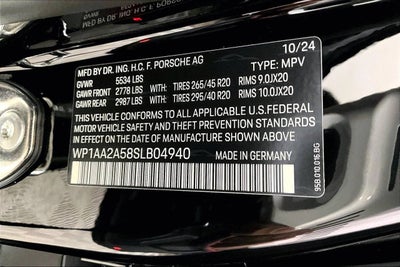 10/24
MFD BY DR. ING. H.C. F. PORSCHE AG
GVWR 5534 LBS TYPE: MPV
GAWR FRONT 2778 LBS WITH TIRES 265/45 R20 RIMS 9.0JX20
GAWR REAR 2987 LBS WITH TIRES 295/40 R20 RIMS 10.0JX20
THIS VEHICLE CONFORMS TO ALL APPLICABLE U.S.FEDERAL
MOTOR VEHICLE SAFETY AND THEFT PREVENTION STANDARDS
IN EFFECT ON THE DATE OF MANUFACTURE SHOWN ABOVE
WP1AA2A58SLB04940 MADE IN GERMANY
95B.010.016.BG